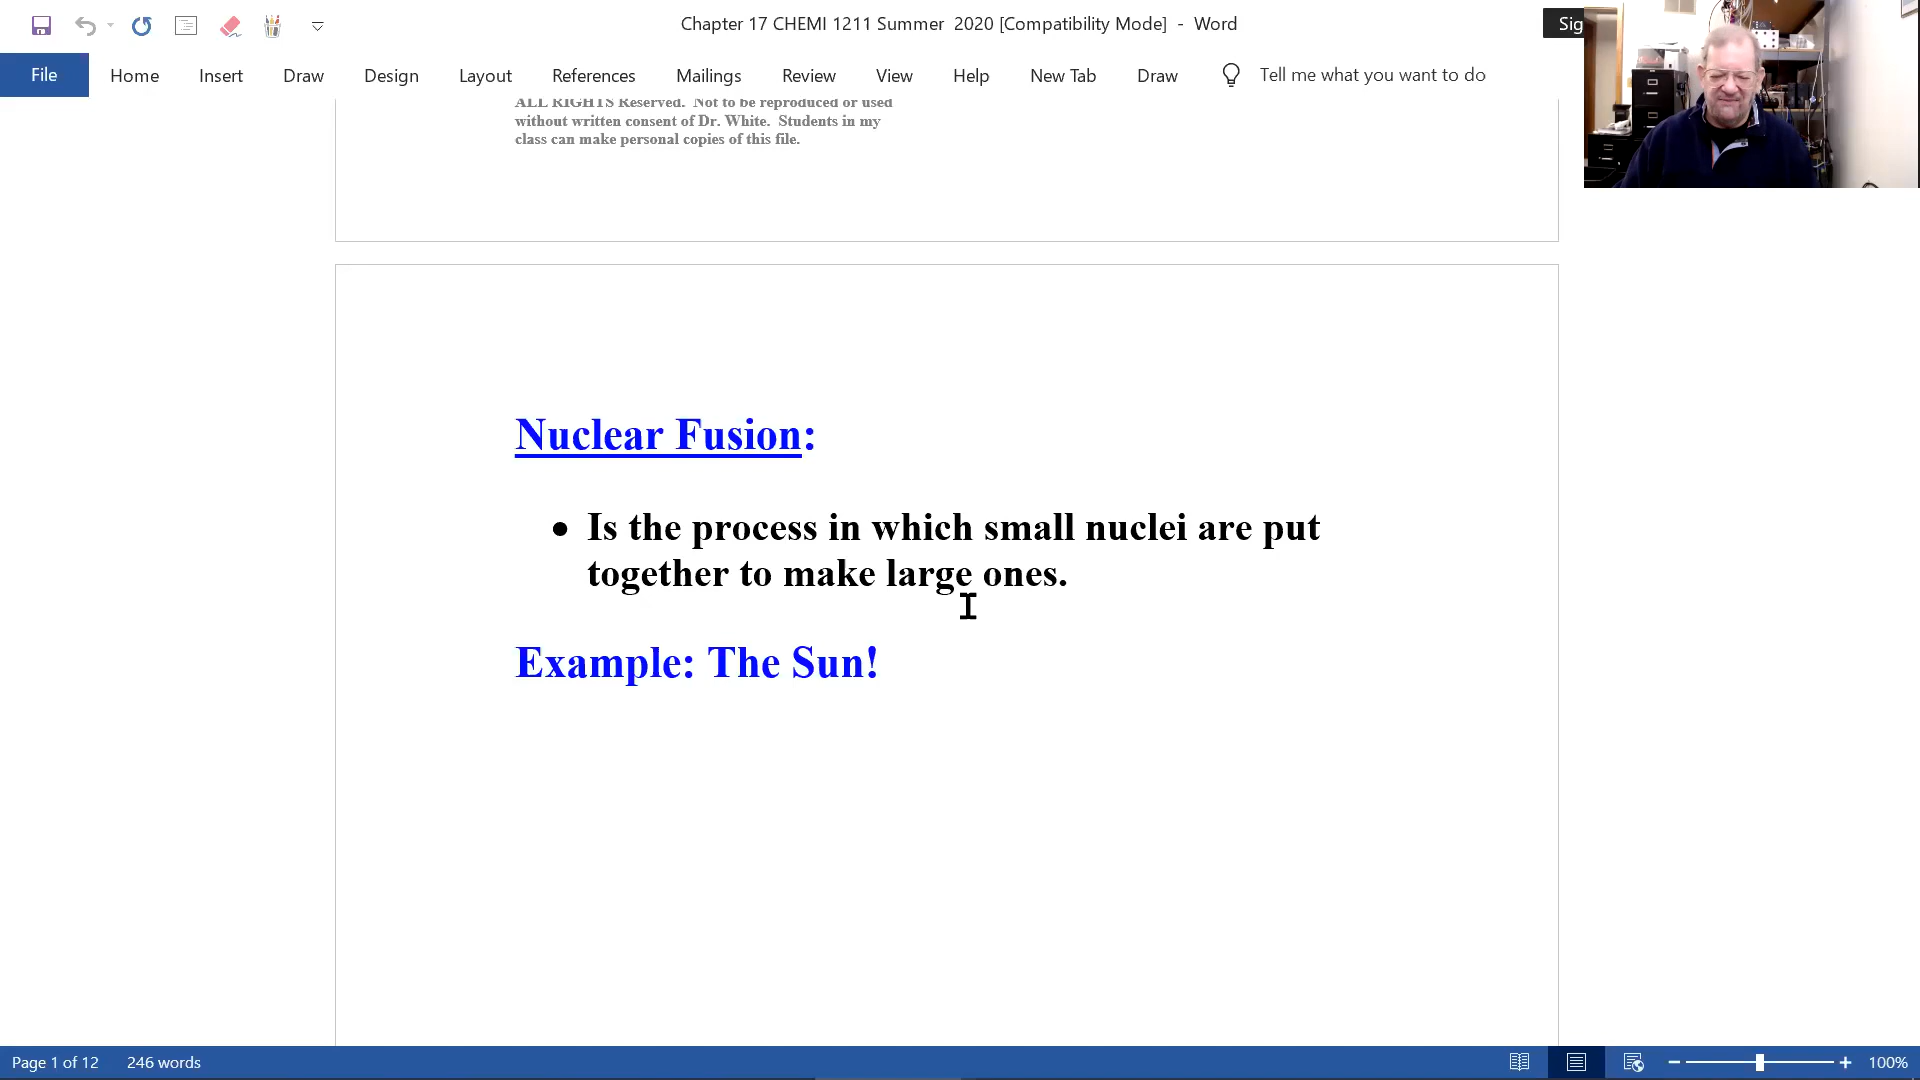 Chapter 17 CHEMI 1211 Summer 2020 [Compatibility Mode] - Word
Sig
File Home Insert Draw Design Layout References Mailings Review View Help New Tab Draw Tell me what you want to do
ALL RIGHTS Reserved. Not to be reproduced or used
without written consent of Dr. White. Students in my
class can make personal copies of this file.
Nuclear Fusion:
• Is the process in which small nuclei are put
together to make large ones.
Example: The Sun!
Page 1 of 12 246 words 100%